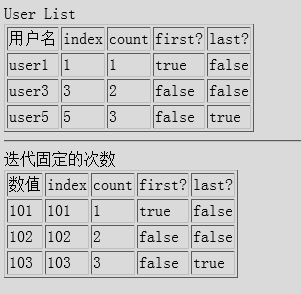 User List
用户名 index count first? last?
user1 1 1 true false
user3 3 2 false false
user5 5 3 false true
迭代固定的次数
数值 index count first? last?
101 101 1 true false
102 102 2 false false
103 103 3 false true